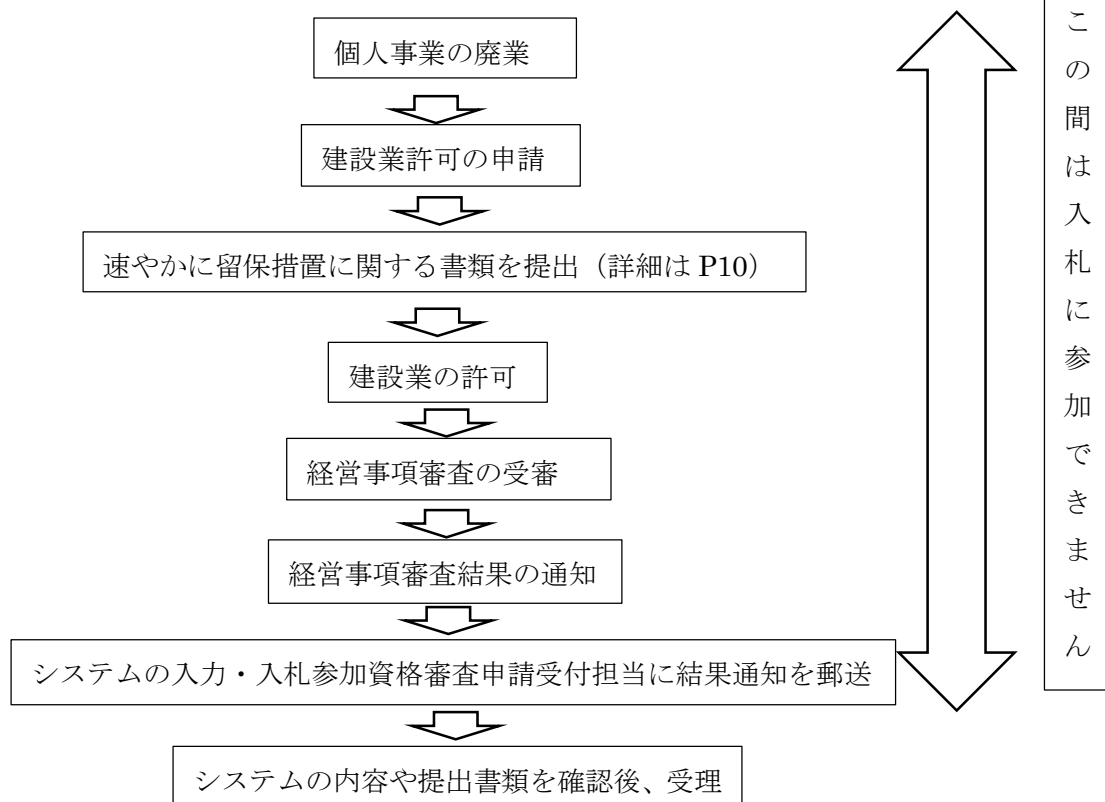 個人事業の廃業
建設業許可の申請
速やかに留保措置に関する書類を提出（詳細は P10）
建設業の許可
経営事項審査の受審
経営事項審査結果の通知
システムの入力・入札参加資格審査申請受付担当に結果通知を郵送
システムの内容や提出書類を確認後、受理
この間は入札に参加できません